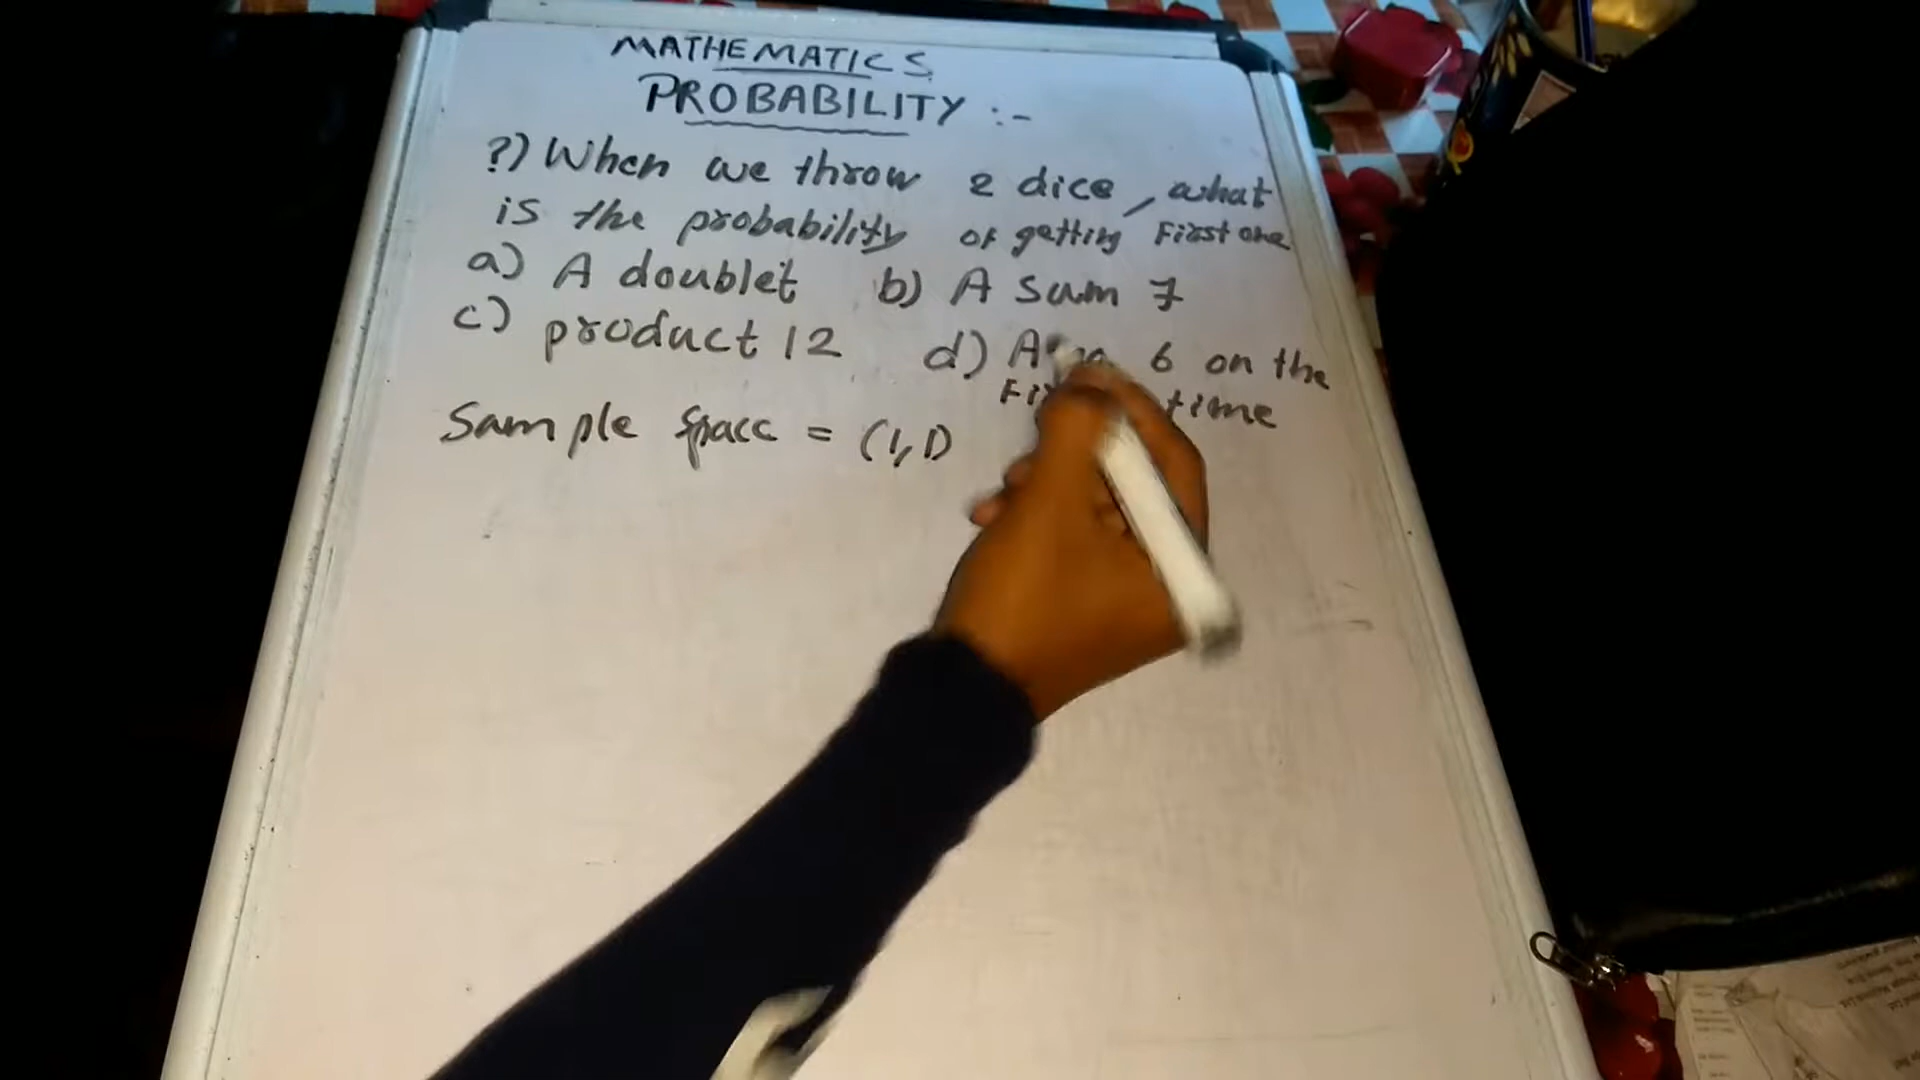 MATHEMATICS
PROBABILITY :-
?) When we throw 2 dice, what
is the probability of getting First one
a) A doublet b) A sum 7
c) product 12 d) A 6 on the
time
Sample space = (1,1)